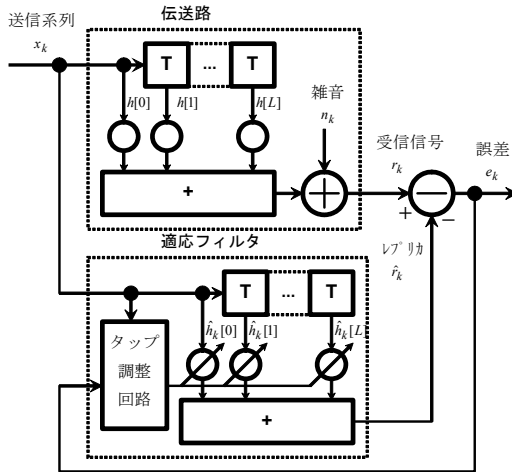 伝送路
送信系列
x_k
T ... T
h[0] h[1] h[L]
雑音
n_k
受信信号
r_k
誤差
e_k
+
+ −
適応フィルタ
レプリカ
r̂_k
T ... T
ĥ_k[0] ĥ_k[1] ĥ_k[L]
タップ
調整
回路
+